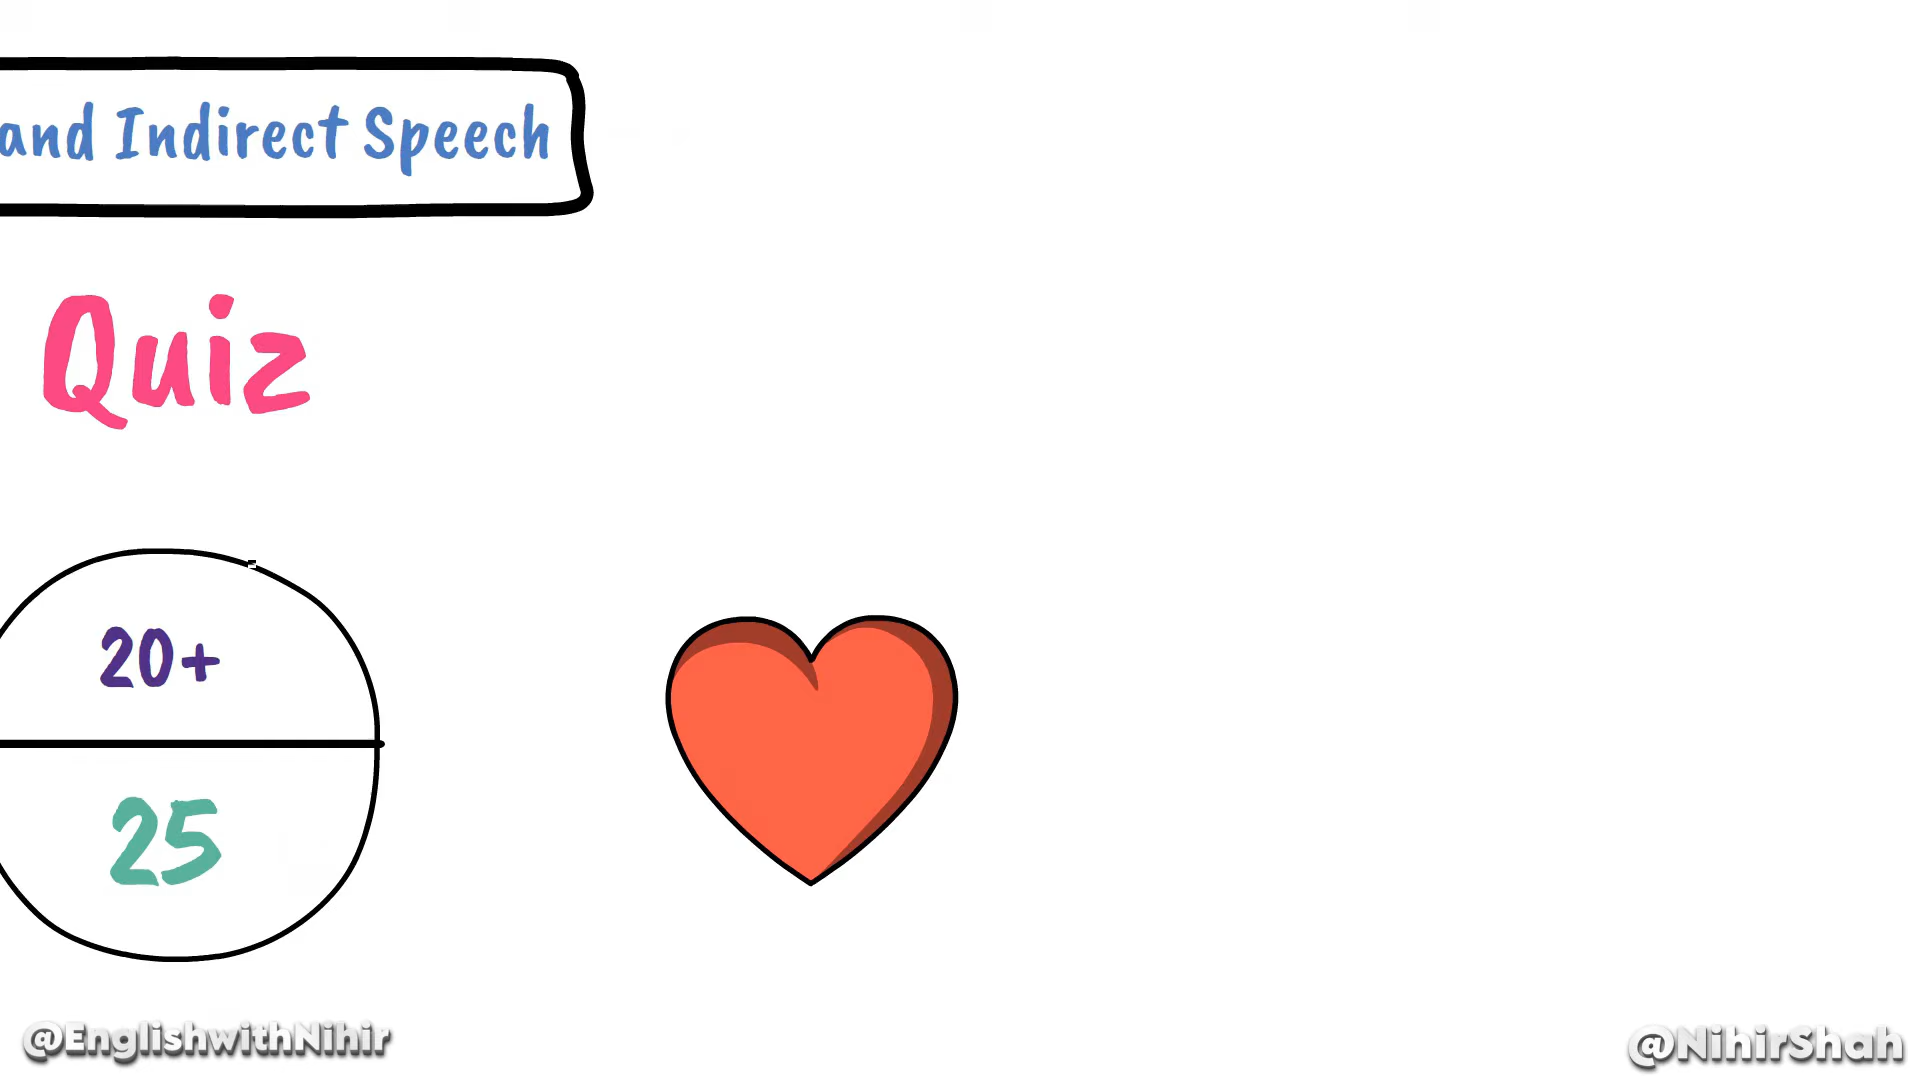 and Indirect Speech
Quiz
20+
25
@EnglishwithNihir
@NihirShah